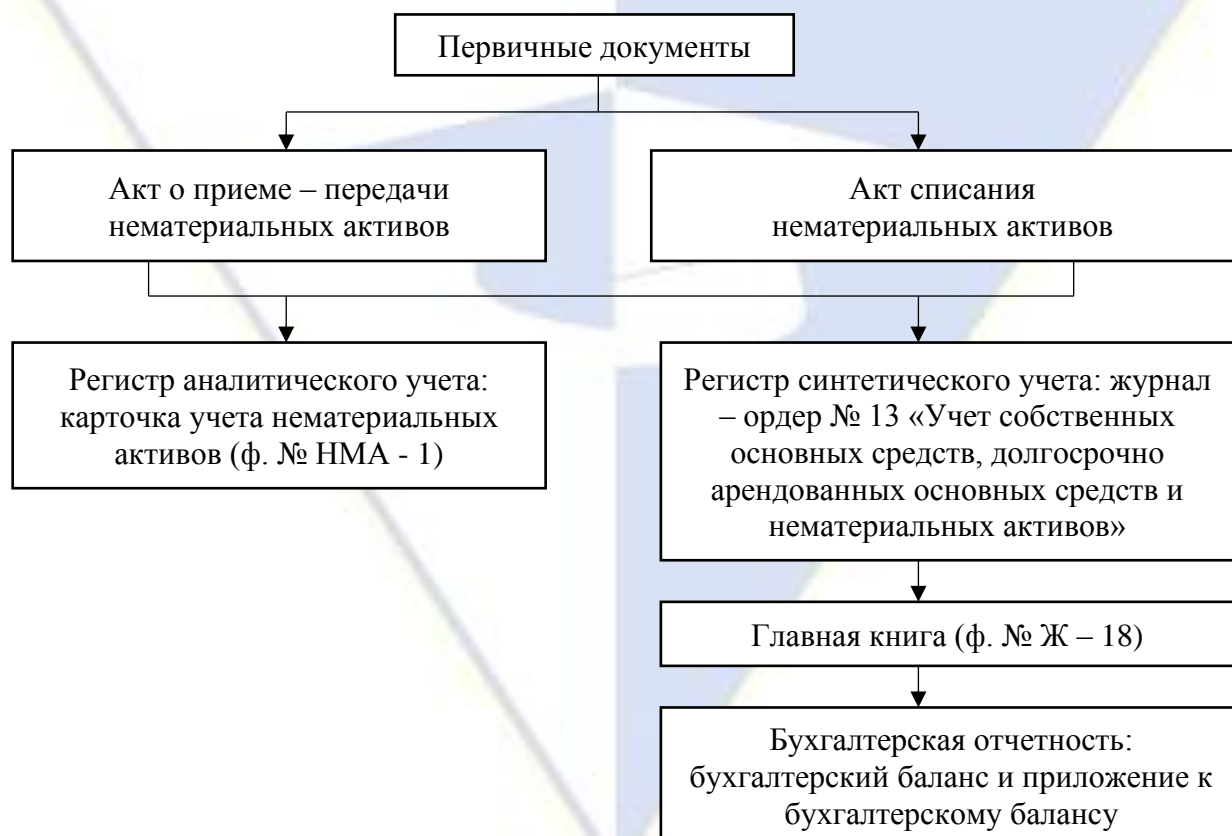 Первичные документы
Акт о приеме – передачи
нематериальных активов
Акт списания
нематериальных активов
Регистр аналитического учета:
карточка учета нематериальных
активов (ф. № НМА - 1)
Регистр синтетического учета: журнал
– ордер № 13 «Учет собственных
основных средств, долгосрочно
арендованных основных средств и
нематериальных активов»
Главная книга (ф. № Ж – 18)
Бухгалтерская отчетность:
бухгалтерский баланс и приложение к
бухгалтерскому балансу